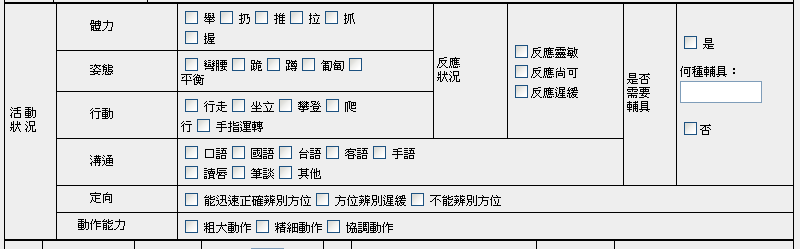 活動
狀況
體力
舉 扔 推 拉 抓
握
姿態
彎腰 跪 蹲 匍匐
平衡
行動
行走 坐立 攀登 爬
行 手指運轉
反應
狀況
反應靈敏
反應尚可
反應遲緩
溝通
口語 國語 台語 客語 手語
讀唇 筆談 其他
是否
需要
輔具
是
何種輔具：
否
定向
能迅速正確辨別方位 方位辨別遲緩 不能辨別方位
動作能力
粗大動作 精細動作 協調動作